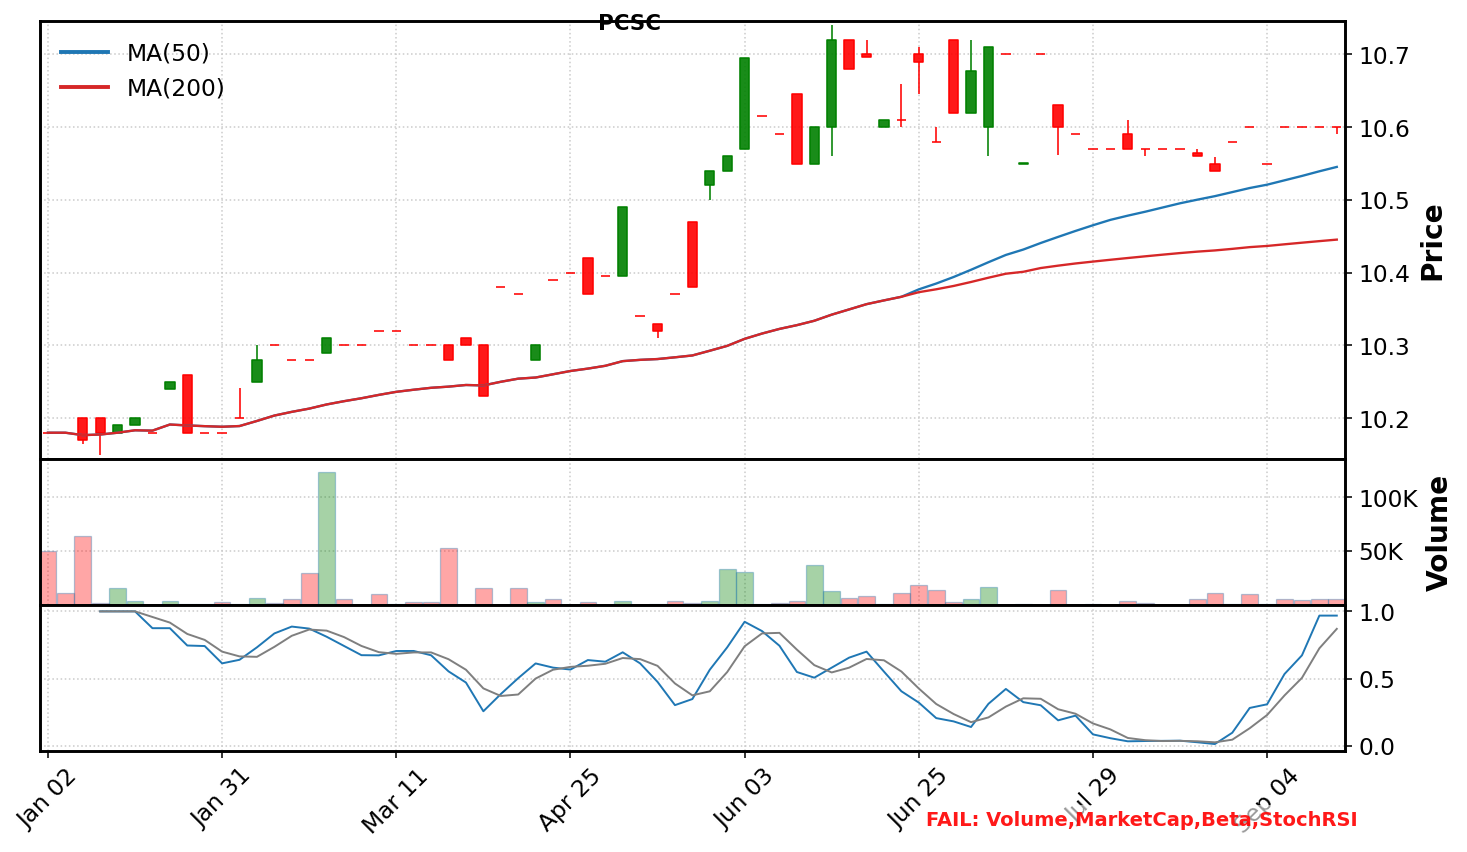 PCSC
MA(50)
MA(200)
10.7
10.6
10.5
10.4
10.3
10.2
Price
100K
50K
Volume
1.0
0.5
0.0
Jan 02
Jan 31
Mar 11
Apr 25
Jun 03
Jun 25
Jul 29
Sep 04
FAIL: Volume,MarketCap,Beta,StochRSI